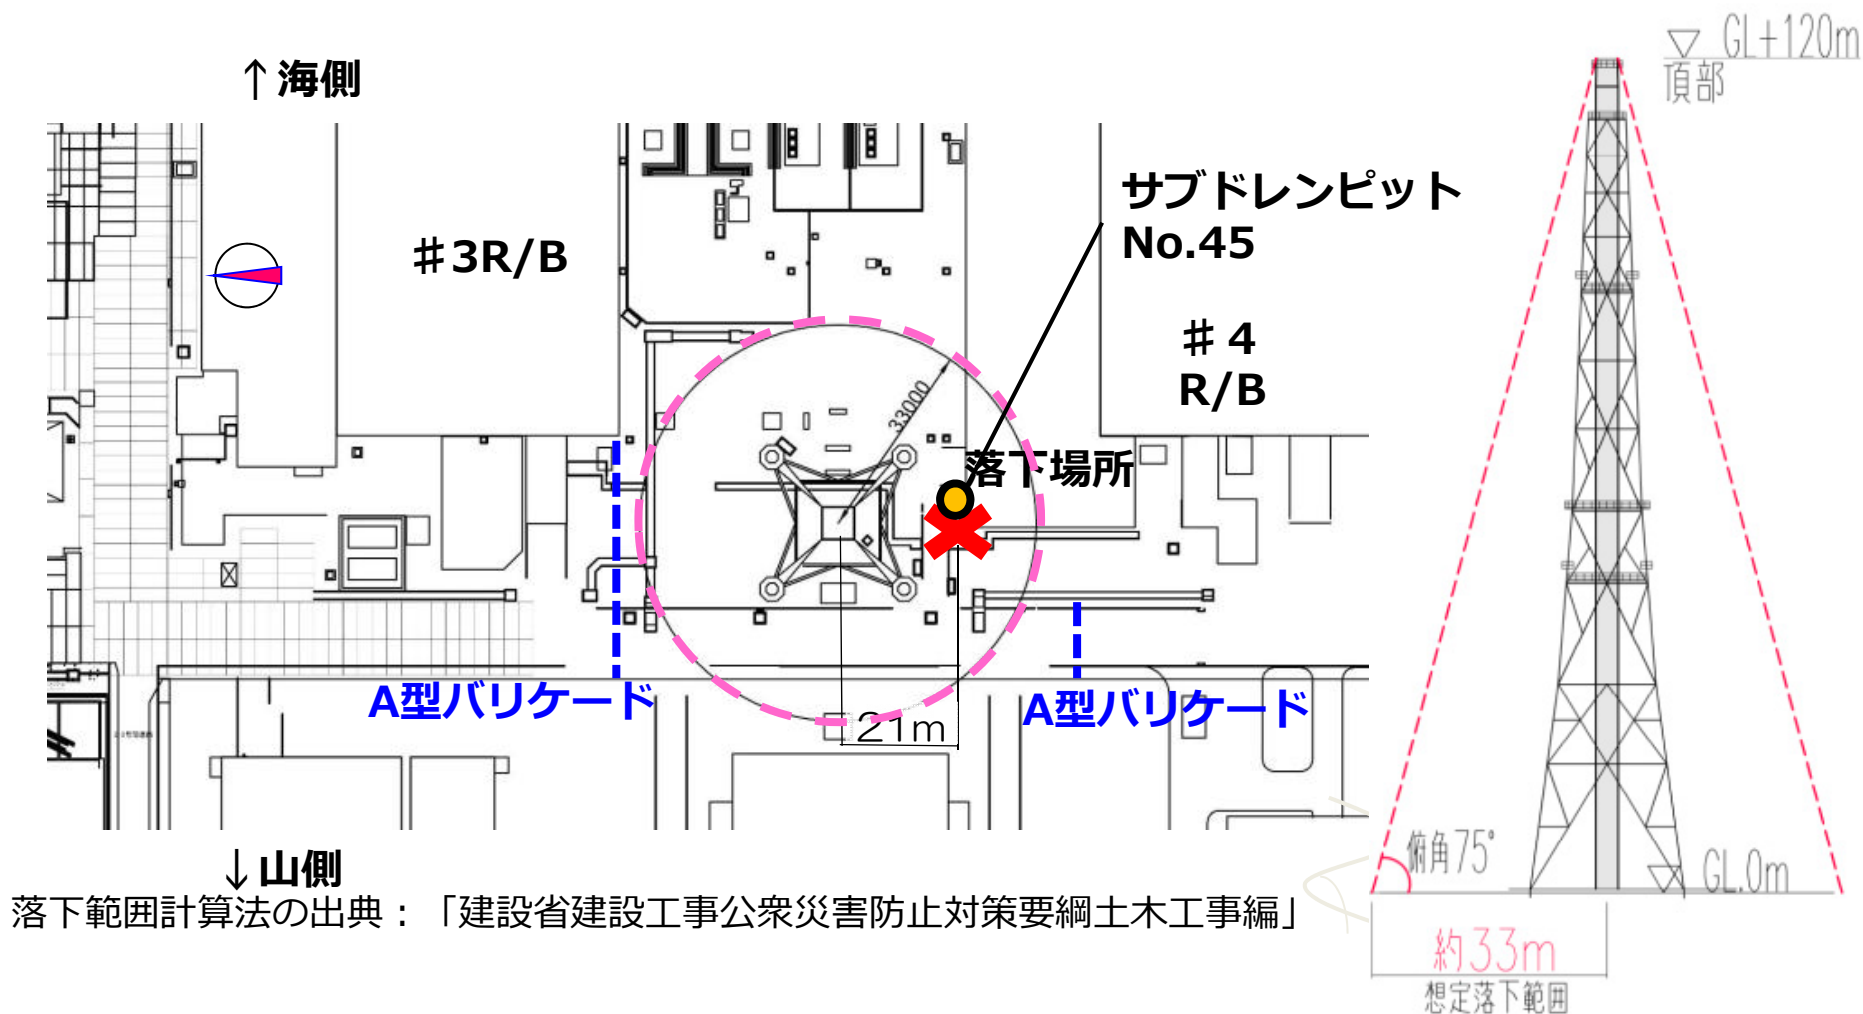 ↑海側
GL+120m
頂部
サブドレンピット
No.45
＃3R/B
＃4
R/B
33000
落下場所
A型バリケード
A型バリケード
21m
俯角75°
GL.0m
↓山側
落下範囲計算法の出典：「建設省建設工事公衆災害防止対策要綱土木工事編」
約33m
想定落下範囲